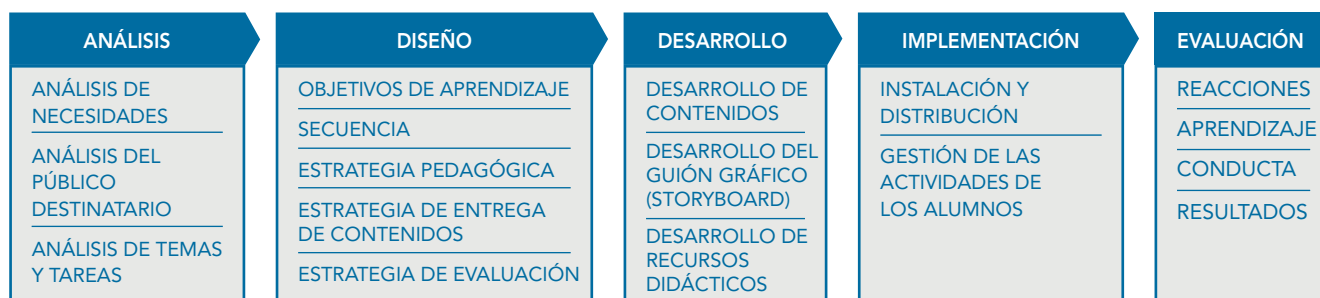 ANÁLISIS
ANÁLISIS DE
NECESIDADES
ANÁLISIS DEL
PÚBLICO
DESTINATARIO
ANÁLISIS DE TEMAS
Y TAREAS
DISEÑO
OBJETIVOS DE APRENDIZAJE
SECUENCIA
ESTRATEGIA PEDAGÓGICA
ESTRATEGIA DE ENTREGA
DE CONTENIDOS
ESTRATEGIA DE EVALUACIÓN
DESARROLLO
DESARROLLO DE
CONTENIDOS
DESARROLLO DEL
GUIÓN GRÁFICO
(STORYBOARD)
DESARROLLO DE
RECURSOS
DIDÁCTICOS
IMPLEMENTACIÓN
INSTALACIÓN Y
DISTRIBUCIÓN
GESTIÓN DE LAS
ACTIVIDADES DE
LOS ALUMNOS
EVALUACIÓN
REACCIONES
APRENDIZAJE
CONDUCTA
RESULTADOS